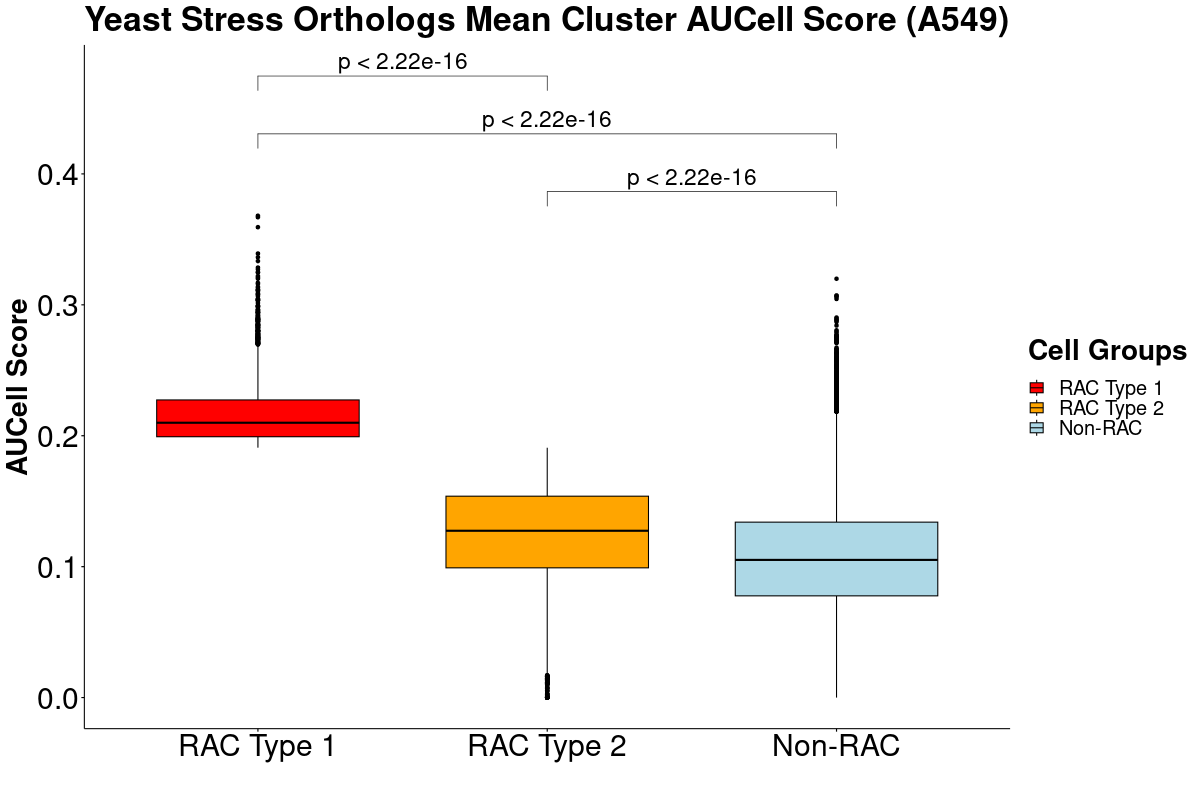 Yeast Stress Orthologs Mean Cluster AUCell Score (A549)
p < 2.22e-16
p < 2.22e-16
p < 2.22e-16
AUCell Score
0.4
0.3
0.2
0.1
0.0
RAC Type 1
RAC Type 2
Non-RAC
Cell Groups
RAC Type 1
RAC Type 2
Non-RAC